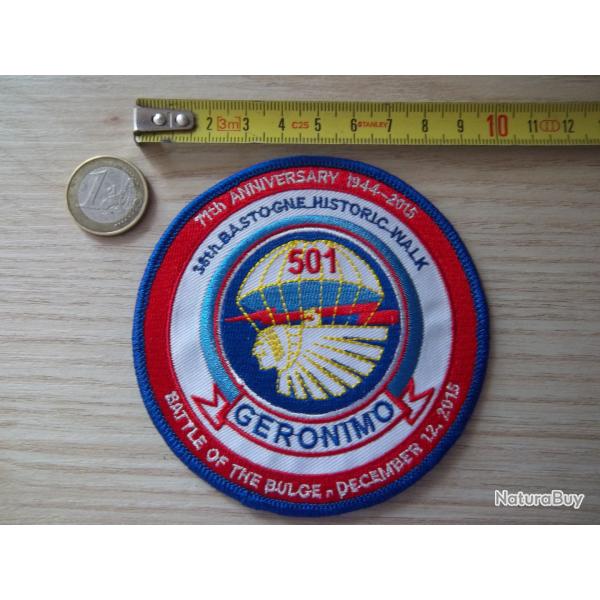 2 3m 3 4 C25 5 6 STANLEY 7 8 9 10 11 12
1
71th ANNIVERSARY 1944-2015
38th BASTOGNE HISTORIC WALK
501
GERONIMO
BATTLE OF THE BULGE - DECEMBER 12, 2015
NaturaBuy